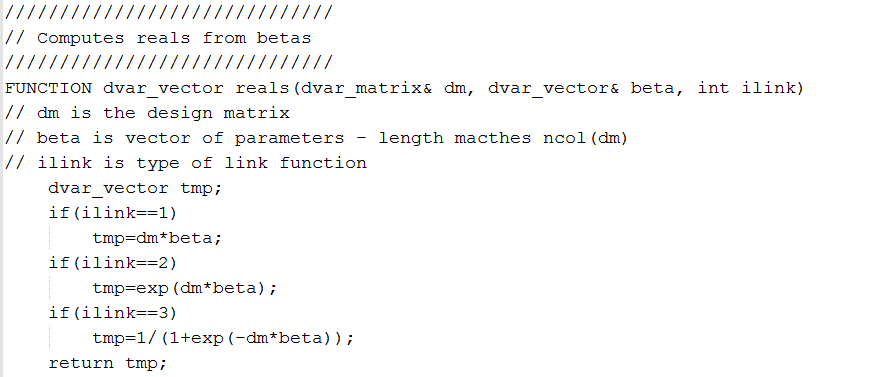 //////////////////////////////
// Computes reals from betas
//////////////////////////////
FUNCTION dvar_vector reals(dvar_matrix& dm, dvar_vector& beta, int ilink)
// dm is the design matrix
// beta is vector of parameters - length macthes ncol(dm)
// ilink is type of link function
    dvar_vector tmp;
    if(ilink==1)
        tmp=dm*beta;
    if(ilink==2)
        tmp=exp(dm*beta);
    if(ilink==3)
        tmp=1/(1+exp(-dm*beta));
    return tmp;